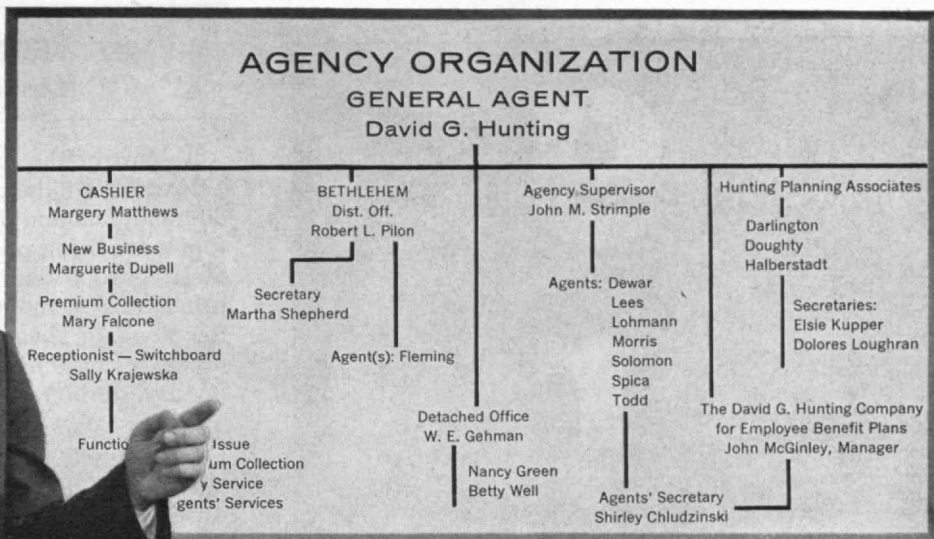 AGENCY ORGANIZATION
GENERAL AGENT
David G. Hunting
CASHIER
Margery Matthews
New Business
Marguerite Dupell
Premium Collection
Mary Falcone
Receptionist — Switchboard
Sally Krajewska
Issue
Collection
Service
Services
BETHLEHEM
Dist. Off.
Robert L. Pilon
Secretary
Martha Shepherd
Agent(s): Fleming
Detached Office
W. E. Gehman
Nancy Green
Betty Well
Agency Supervisor
John M. Strimple
Agents: Dewar
Lees
Lohmann
Morris
Solomon
Spica
Todd
Agents' Secretary
Shirley Chludzinski
Hunting Planning Associates
Darlington
Doughty
Halberstadt
Secretaries:
Elsie Kupper
Dolores Loughran
The David G. Hunting Company
for Employee Benefit Plans
John McGinley, Manager